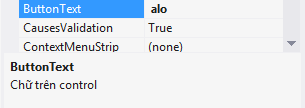 ButtonText alo
CausesValidation True
ContextMenuStrip (none)
ButtonText
Chữ trên control